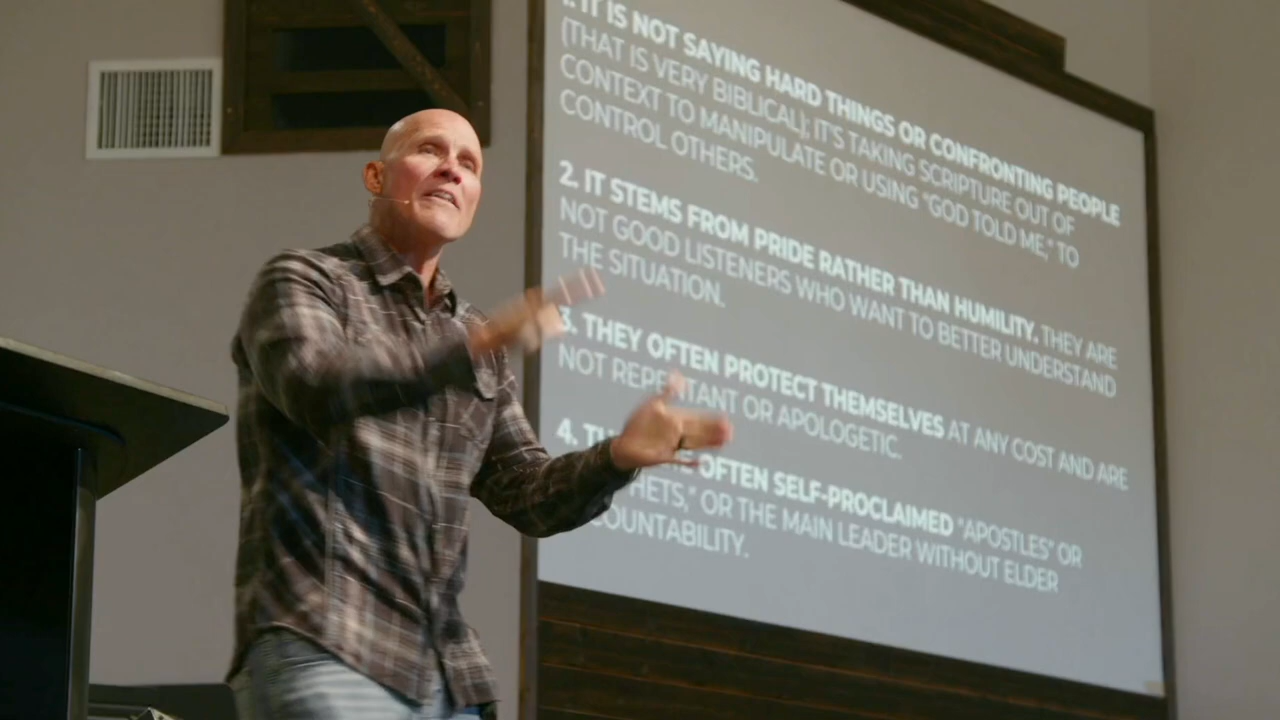 1. IT IS NOT SAYING HARD THINGS OR CONFRONTING PEOPLE
(THAT IS VERY BIBLICAL); IT'S TAKING SCRIPTURE OUT OF
CONTEXT TO MANIPULATE OR USING "GOD TOLD ME," TO
CONTROL OTHERS.
2. IT STEMS FROM PRIDE RATHER THAN HUMILITY. THEY ARE
NOT GOOD LISTENERS WHO WANT TO BETTER UNDERSTAND
THE SITUATION.
3. THEY OFTEN PROTECT THEMSELVES AT ANY COST AND ARE
NOT REPENTANT OR APOLOGETIC.
4. OFTEN SELF-PROCLAIMED "APOSTLES" OR
HETS," OR THE MAIN LEADER WITHOUT ELDER
COUNTABILITY.